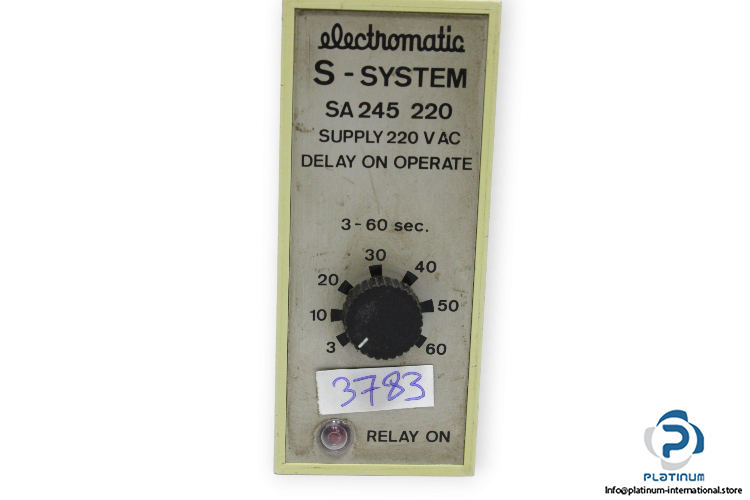 electromatic
S - SYSTEM
SA 245 220
SUPPLY 220 V AC
DELAY ON OPERATE
3 - 60 sec.
30
20 40
10 50
3 60
3783
RELAY ON
PLATINUM
Info@platinum-international.store